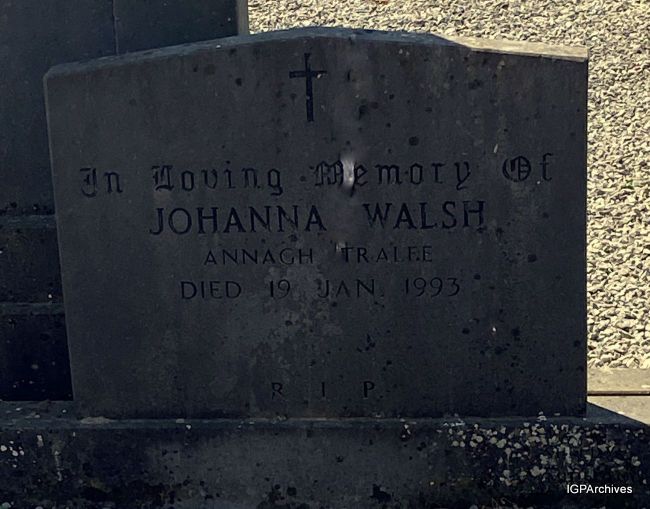 In Loving Memory Of
JOHANNA WALSH
ANNAGH TRALEE
DIED 19 JAN. 1993
R I P
IGPArchives